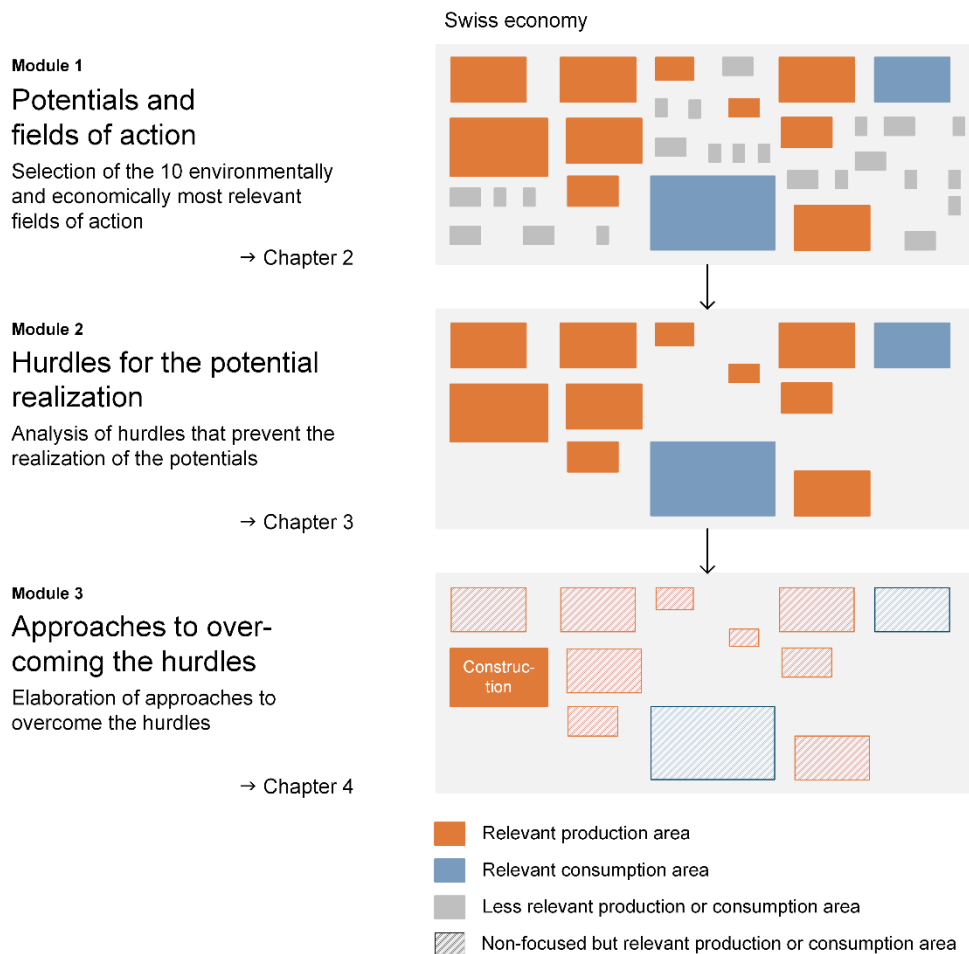 Swiss economy
Module 1
Potentials and
fields of action
Selection of the 10 environmentally
and economically most relevant
fields of action
→ Chapter 2
Module 2
Hurdles for the potential
realization
Analysis of hurdles that prevent the
realization of the potentials
→ Chapter 3
Module 3
Approaches to over-
coming the hurdles
Elaboration of approaches to
overcome the hurdles
→ Chapter 4
Construc-
tion
Relevant production area
Relevant consumption area
Less relevant production or consumption area
Non-focused but relevant production or consumption area